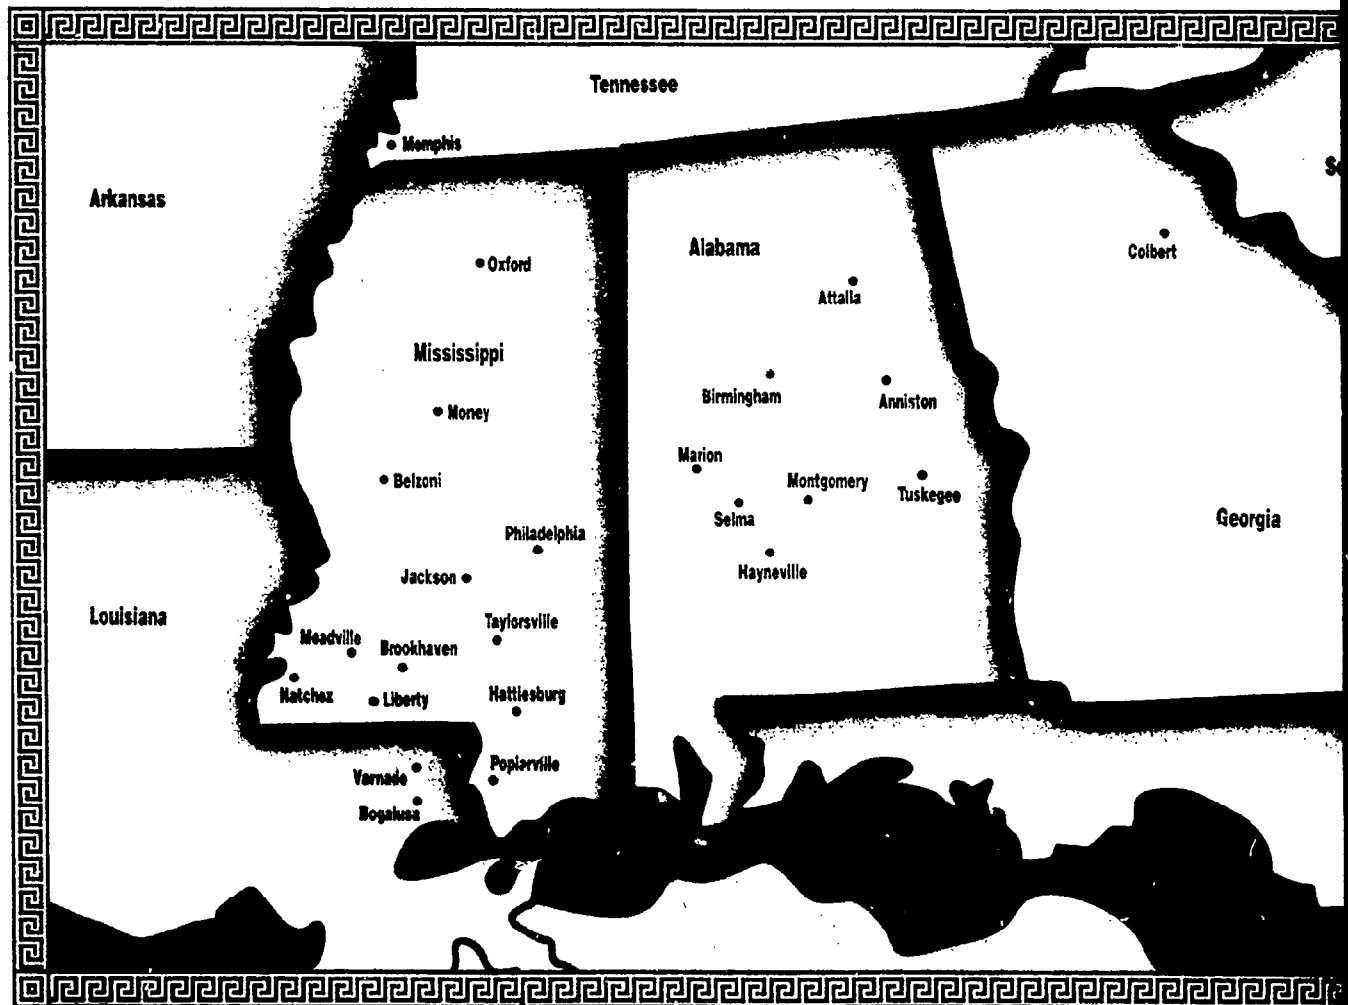 Tennessee
Memphis
Arkansas
Alabama
Colbert
Oxford
Attalla
Mississippi
Birmingham
Anniston
Money
Marion
Belzoni
Montgomery
Tuskegee
Selma
Georgia
Philadelphia
Jackson
Hayneville
Louisiana
Taylorsville
Meadville
Brookhaven
Natchez
Liberty
Hattiesburg
Poplarville
Varnado
Bogalusa